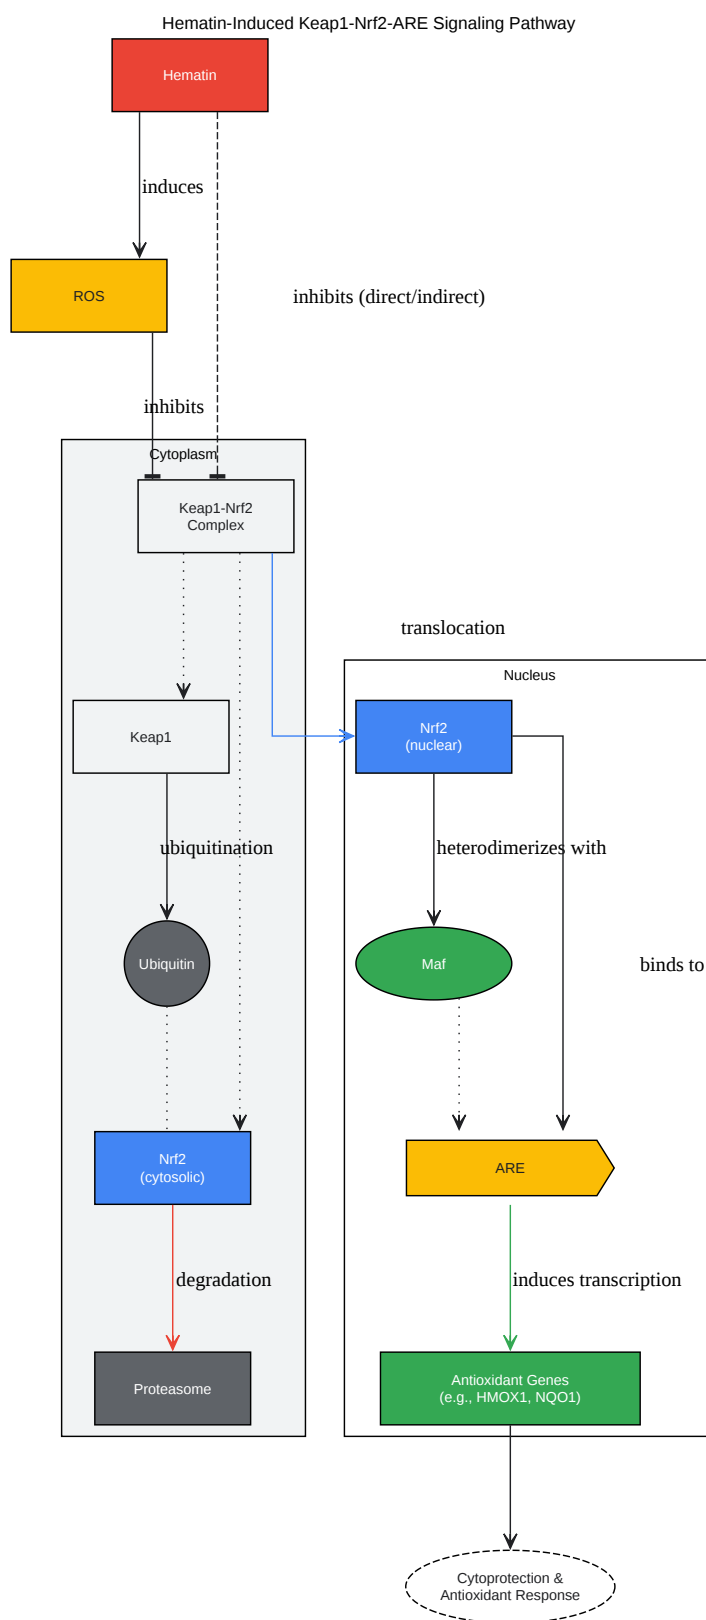 Hematin-Induced Keap1-Nrf2-ARE Signaling Pathway
Hematin
induces
ROS
inhibits (direct/indirect)
inhibits
Cytoplasm
Keap1-Nrf2
Complex
translocation
Nucleus
Keap1
Nrf2
(nuclear)
ubiquitination
heterodimerizes with
Ubiquitin
Maf
binds to
Nrf2
(cytosolic)
ARE
degradation
induces transcription
Proteasome
Antioxidant Genes
(e.g., HMOX1, NQO1)
Cytoprotection &
Antioxidant Response